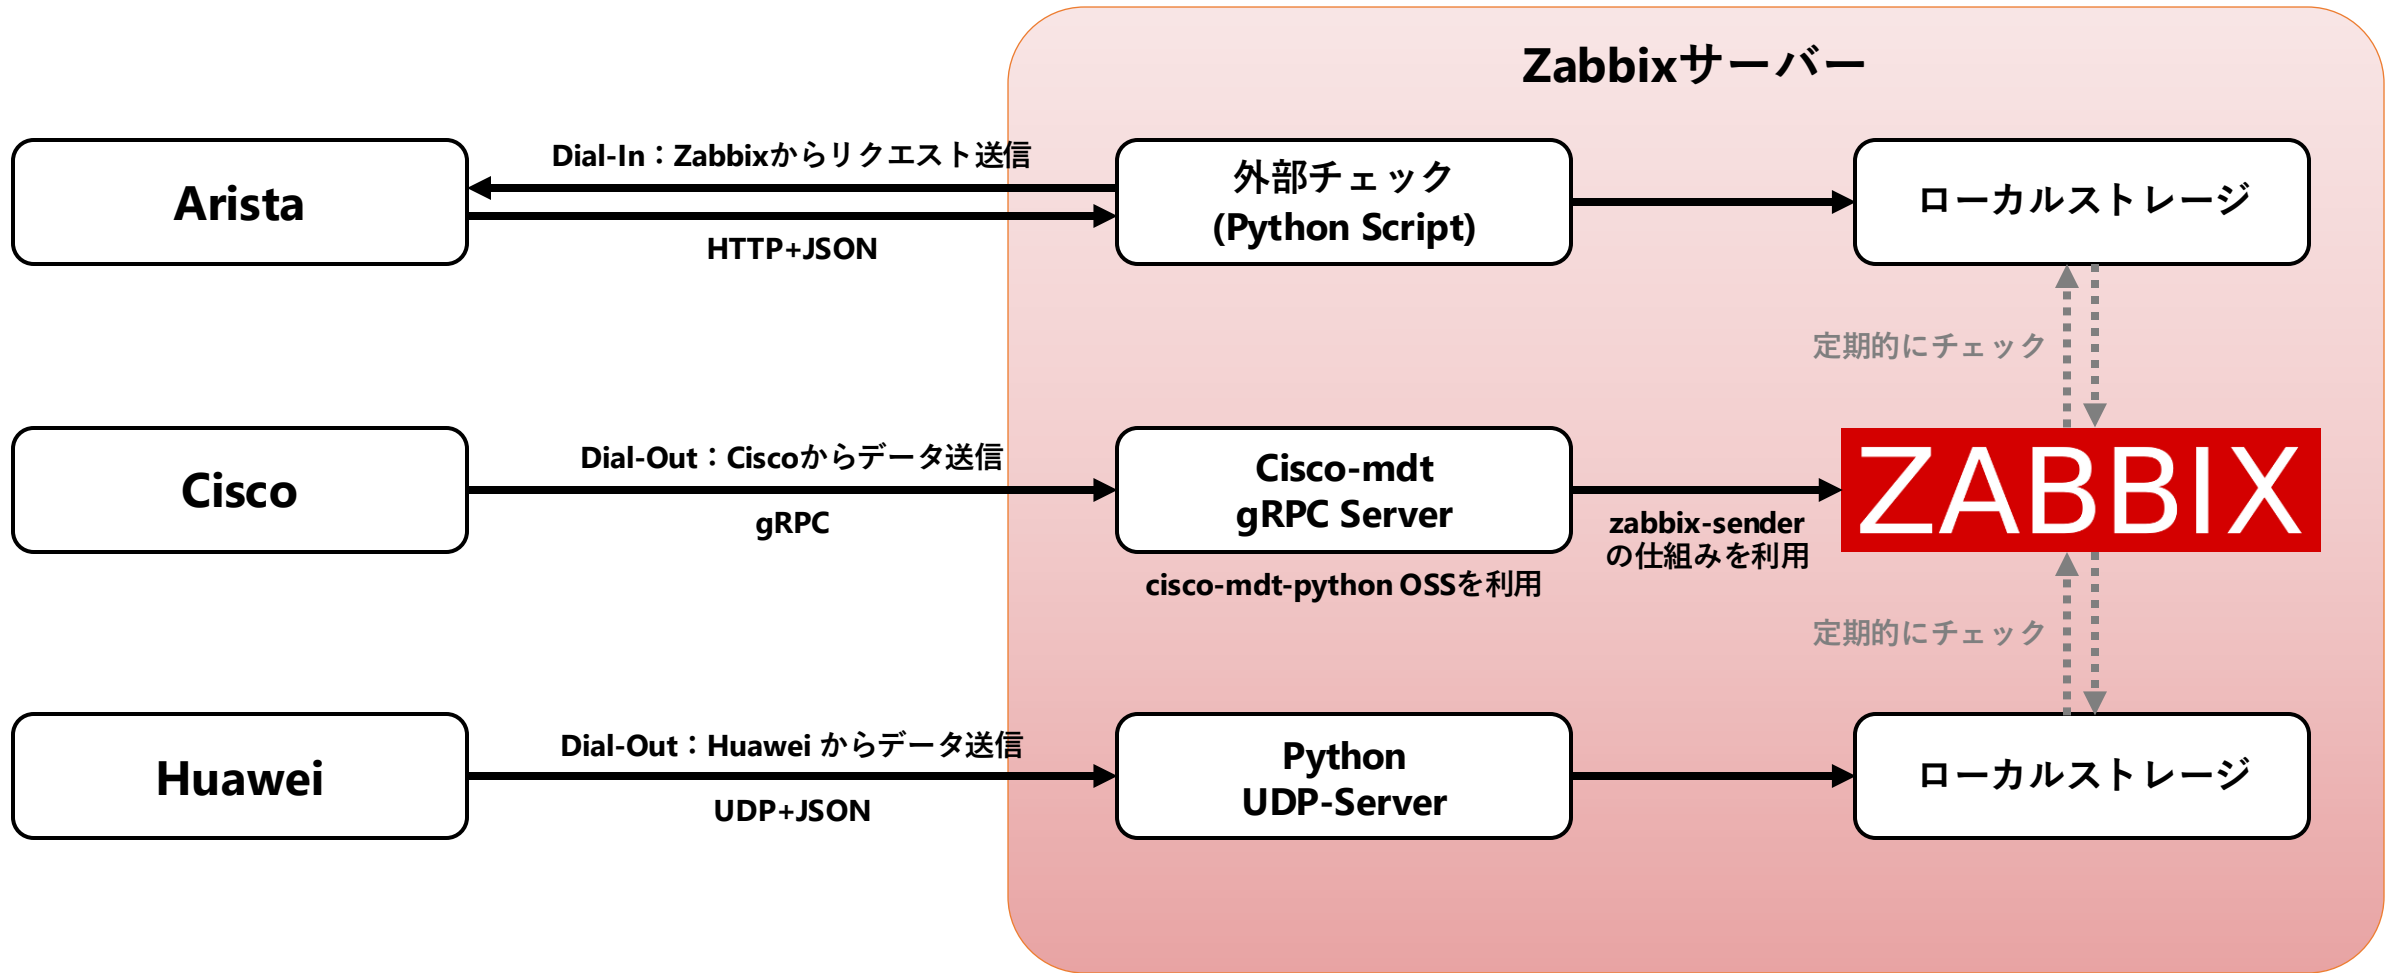 Zabbixサーバー
Arista
Dial-In：Zabbixからリクエスト送信
HTTP+JSON
外部チェック
(Python Script)
ローカルストレージ
定期的にチェック
Cisco
Dial-Out：Ciscoからデータ送信
gRPC
Cisco-mdt
gRPC Server
cisco-mdt-python OSSを利用
zabbix-sender
の仕組みを利用
ZABBIX
定期的にチェック
Huawei
Dial-Out：Huawei からデータ送信
UDP+JSON
Python
UDP-Server
ローカルストレージ